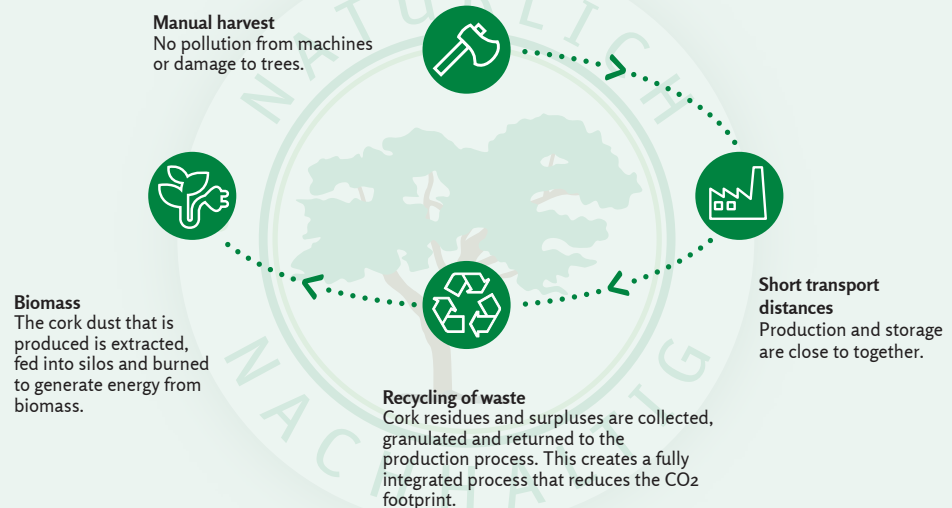 NATÜRLICH
Manual harvest
No pollution from machines
or damage to trees.
Short transport
distances
Production and storage
are close to together.
Recycling of waste
Cork residues and surpluses are collected,
granulated and returned to the
production process. This creates a fully
integrated process that reduces the CO2
footprint.
Biomass
The cork dust that is
produced is extracted,
fed into silos and burned
to generate energy from
biomass.
NACHHALTIG